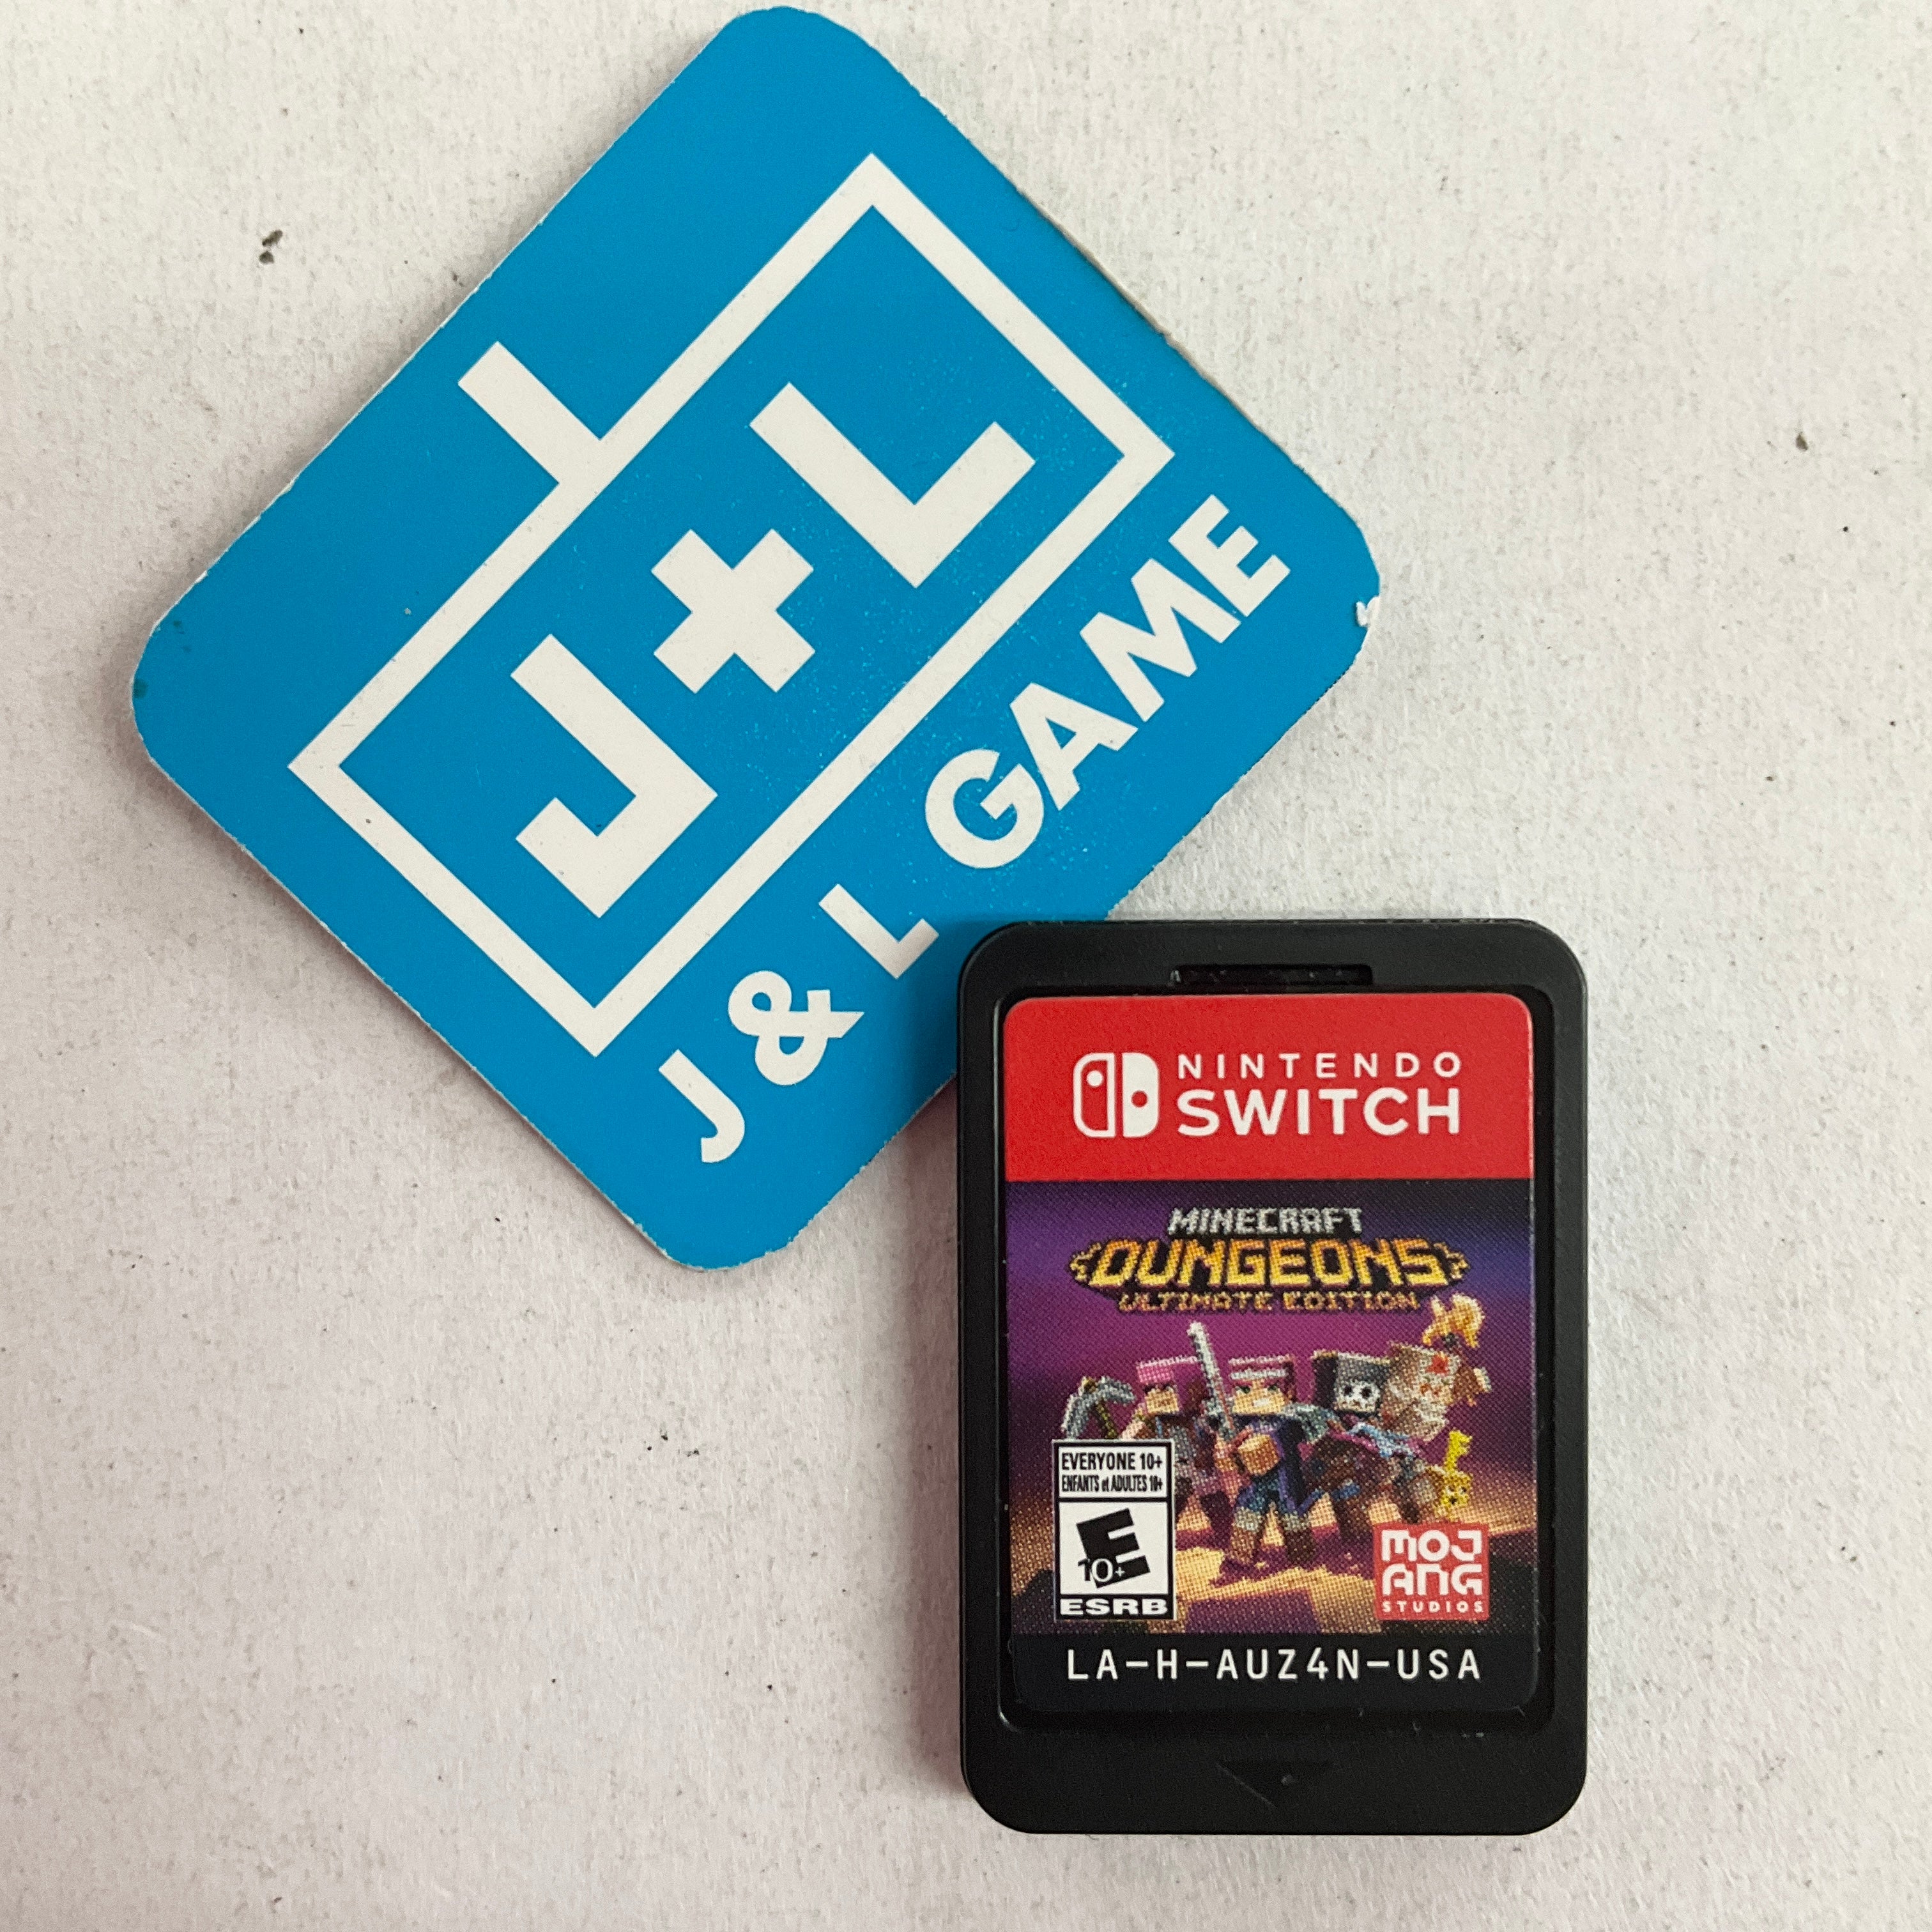 J+L
J & L GAME
NINTENDO
SWITCH
MINECRAFT
DUNGEONS
ULTIMATE EDITION
EVERYONE 10+
ENFANTS et ADULTES 10+
E
10+
ESRB
MOJ
ANG
STUDIOS
LA-H-AUZ4N-USA